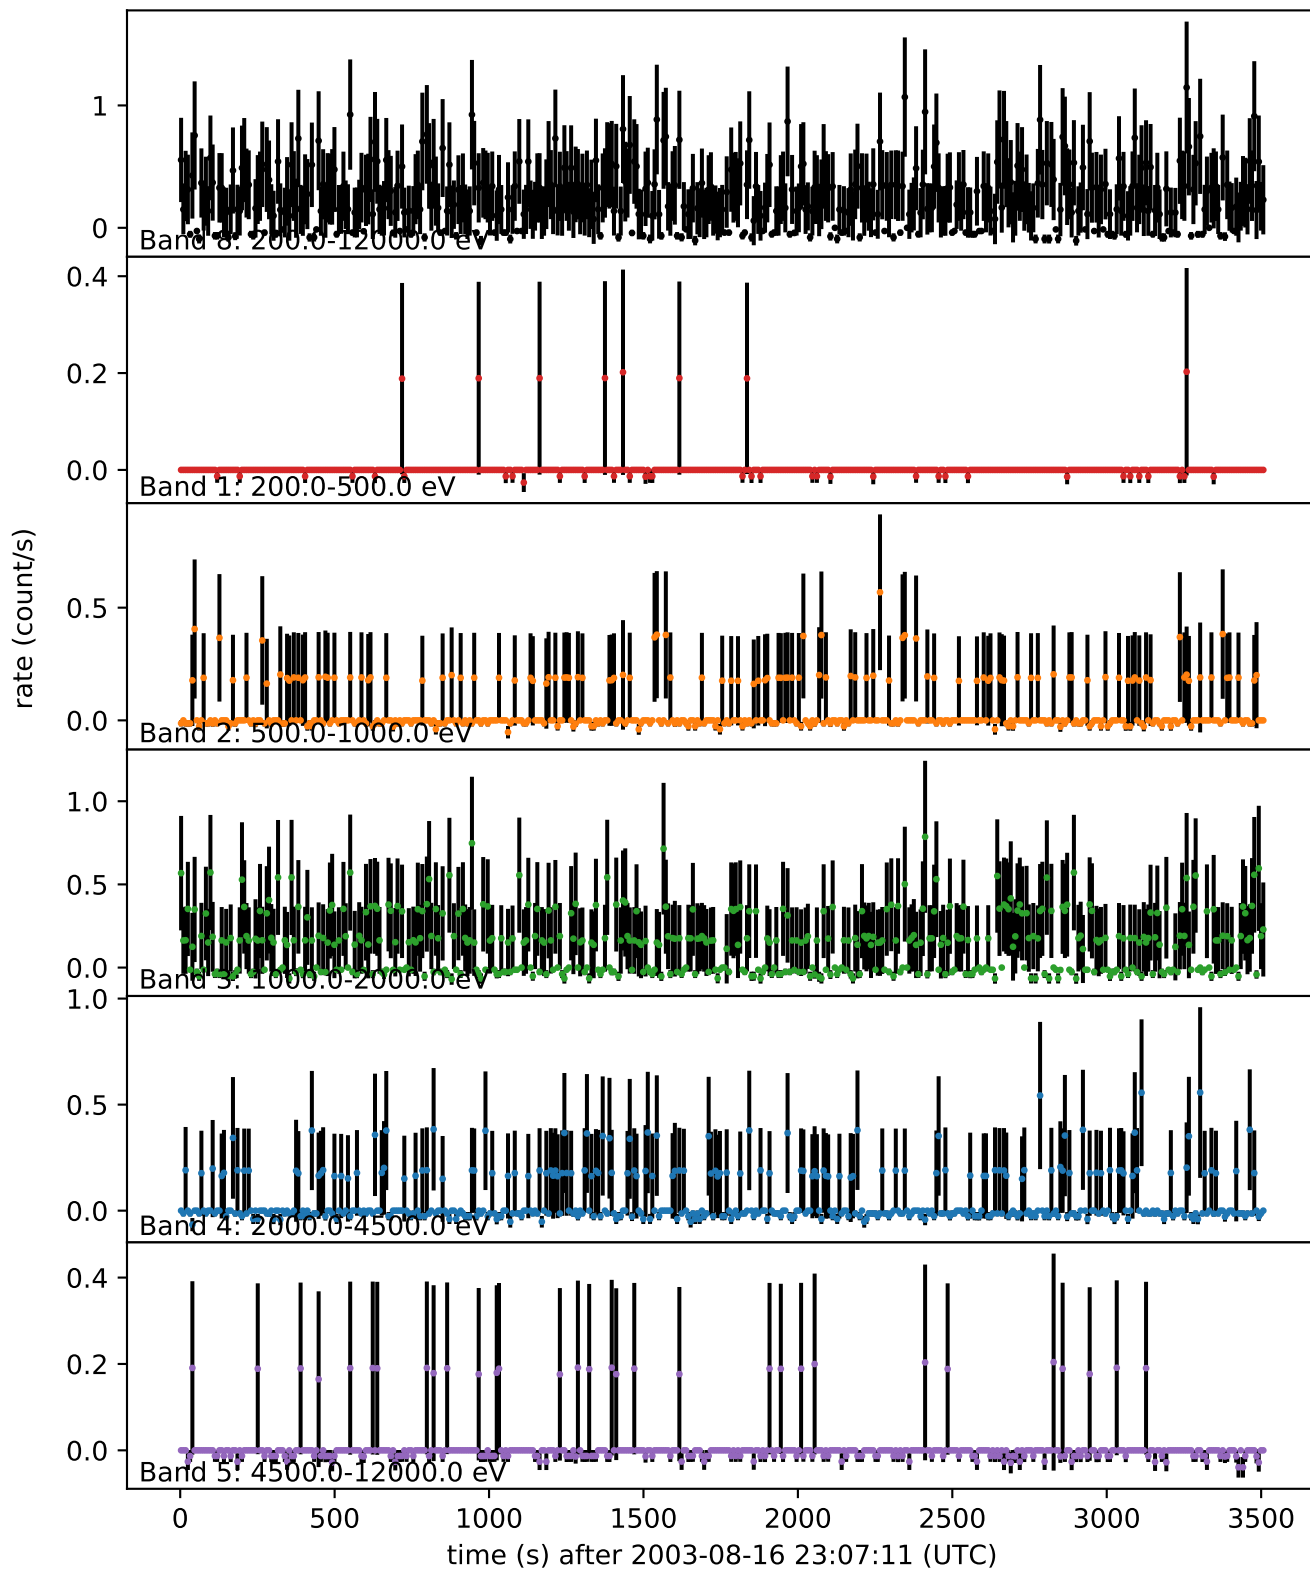 1
0
Band 8: 200.0-12000.0 eV
0.4
0.2
0.0
Band 1: 200.0-500.0 eV
0.5
0.0
Band 2: 500.0-1000.0 eV
rate (count/s)
1.0
0.5
0.0
Band 3: 1000.0-2000.0 eV
1.0
0.5
0.0
Band 4: 2000.0-4500.0 eV
0.4
0.2
0.0
Band 5: 4500.0-12000.0 eV
0 500 1000 1500 2000 2500 3000 3500
time (s) after 2003-08-16 23:07:11 (UTC)